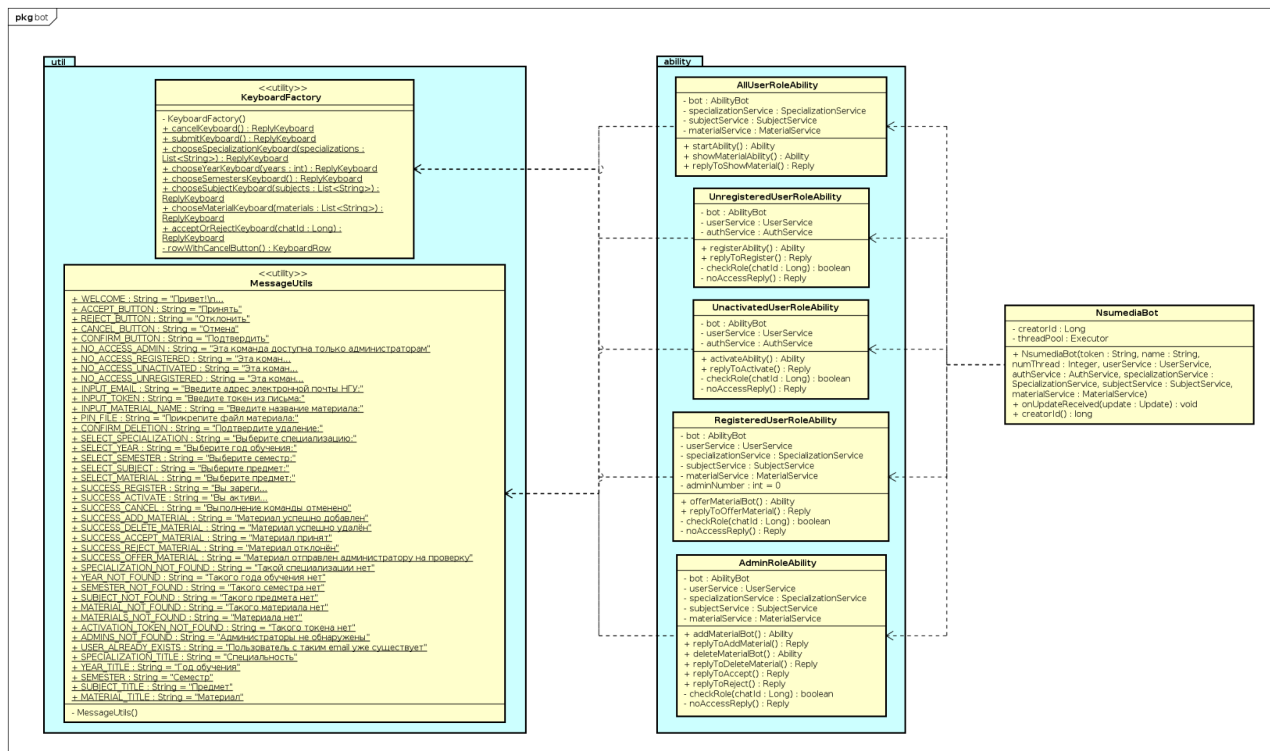 pkg bot
util
<<utility>>
KeyboardFactory
- KeyboardFactory()
+ cancelKeyboard() : ReplyKeyboard
+ submitKeyboard() : ReplyKeyboard
+ chooseSpecializationKeyboard(specializations :
List<String>) : ReplyKeyboard
+ chooseYearKeyboard(years : int) : ReplyKeyboard
+ chooseSemestersKeyboard() : ReplyKeyboard
+ chooseSubjectKeyboard(subjects : List<String>) :
ReplyKeyboard
+ chooseMaterialKeyboard(materials : List<String>) :
ReplyKeyboard
+ acceptOrRejectKeyboard(chatId : Long) :
ReplyKeyboard
- rowWithCancelButton() : KeyboardRow
<<utility>>
MessageUtils
+ WELCOME : String = "Привет!\n...
+ ACCEPT_BUTTON : String = "Принять"
+ REJECT_BUTTON : String = "Отклонить"
+ CANCEL_BUTTON : String = "Отмена"
+ CONFIRM_BUTTON : String = "Подтвердить"
+ NO_ACCESS_ADMIN : String = "Эта команда доступна только администраторам"
+ NO_ACCESS_REGISTERED : String = "Эта коман...
+ NO_ACCESS_UNACTIVATED : String = "Эта коман...
+ NO_ACCESS_UNREGISTERED : String = "Эта коман...
+ INPUT_EMAIL : String = "Введите адрес электронной почты НГУ:"
+ INPUT_TOKEN : String = "Введите токен из письма:"
+ INPUT_MATERIAL_NAME : String = "Введите название материала:"
+ PIN_FILE : String = "Прикрепите файл материала:"
+ CONFIRM_DELETION : String = "Подтвердите удаление:"
+ SELECT_SPECIALIZATION : String = "Выберите специализацию:"
+ SELECT_YEAR : String = "Выберите год обучения:"
+ SELECT_SEMESTER : String = "Выберите семестр:"
+ SELECT_SUBJECT : String = "Выберите предмет:"
+ SELECT_MATERIAL : String = "Выберите предмет:"
+ SUCCESS_REGISTER : String = "Вы зареги...
+ SUCCESS_ACTIVATE : String = "Вы активи...
+ SUCCESS_CANCEL : String = "Выполнение команды отменено"
+ SUCCESS_ADD_MATERIAL : String = "Материал успешно добавлен"
+ SUCCESS_DELETE_MATERIAL : String = "Материал успешно удалён"
+ SUCCESS_ACCEPT_MATERIAL : String = "Материал принят"
+ SUCCESS_REJECT_MATERIAL : String = "Материал отклонён"
+ SUCCESS_OFFER_MATERIAL : String = "Материал отправлен администратору на проверку"
+ SPECIALIZATION_NOT_FOUND : String = "Такой специализации нет"
+ YEAR_NOT_FOUND : String = "Такого года обучения нет"
+ SEMESTER_NOT_FOUND : String = "Такого семестра нет"
+ SUBJECT_NOT_FOUND : String = "Такого предмета нет"
+ MATERIAL_NOT_FOUND : String = "Такого материала нет"
+ MATERIALS_NOT_FOUND : String = "Материала нет"
+ ACTIVATION_TOKEN_NOT_FOUND : String = "Такого токена нет"
+ ADMINS_NOT_FOUND : String = "Администраторы не обнаружены"
+ USER_ALREADY_EXISTS : String = "Пользователь с таким email уже существует"
+ SPECIALIZATION_TITLE : String = "Специальность"
+ YEAR_TITLE : String = "Год обучения"
+ SEMESTER : String = "Семестр"
+ SUBJECT_TITLE : String = "Предмет"
+ MATERIAL_TITLE : String = "Материал"
- MessageUtils()
ability
AllUserRoleAbility
- bot : AbilityBot
- specializationService : SpecializationService
- subjectService : SubjectService
- materialService : MaterialService
+ startAbility() : Ability
+ showMaterialAbility() : Ability
+ replyToShowMaterial() : Reply
UnregisteredUserRoleAbility
- bot : AbilityBot
- userService : UserService
- authService : AuthService
+ registerAbility() : Ability
+ replyToRegister() : Reply
- checkRole(chatId : Long) : boolean
- noAccessReply() : Reply
UnactivatedUserRoleAbility
- bot : AbilityBot
- userService : UserService
- authService : AuthService
+ activateAbility() : Ability
+ replyToActivate() : Reply
- checkRole(chatId : Long) : boolean
- noAccessReply() : Reply
RegisteredUserRoleAbility
- bot : AbilityBot
- userService : UserService
- specializationService : SpecializationService
- subjectService : SubjectService
- materialService : MaterialService
- adminNumber : int = 0
+ offerMaterialBot() : Ability
+ replyToOfferMaterial() : Reply
- checkRole(chatId : Long) : boolean
- noAccessReply() : Reply
AdminRoleAbility
- bot : AbilityBot
- userService : UserService
- specializationService : SpecializationService
- subjectService : SubjectService
- materialService : MaterialService
+ addMaterialBot() : Ability
+ replyToAddMaterial() : Reply
+ deleteMaterialBot() : Ability
+ replyToDeleteMaterial() : Reply
+ replyToAccept() : Reply
+ replyToReject() : Reply
- checkRole(chatId : Long) : boolean
- noAccessReply() : Reply
NsumediaBot
- creatorId : Long
- threadPool : Executor
+ NsumediaBot(token : String, name : String,
numThread : Integer, userService : UserService,
authService : AuthService, specializationService :
SpecializationService, subjectService : SubjectService,
materialService : MaterialService)
+ onUpdateReceived(update : Update) : void
+ creatorId() : long